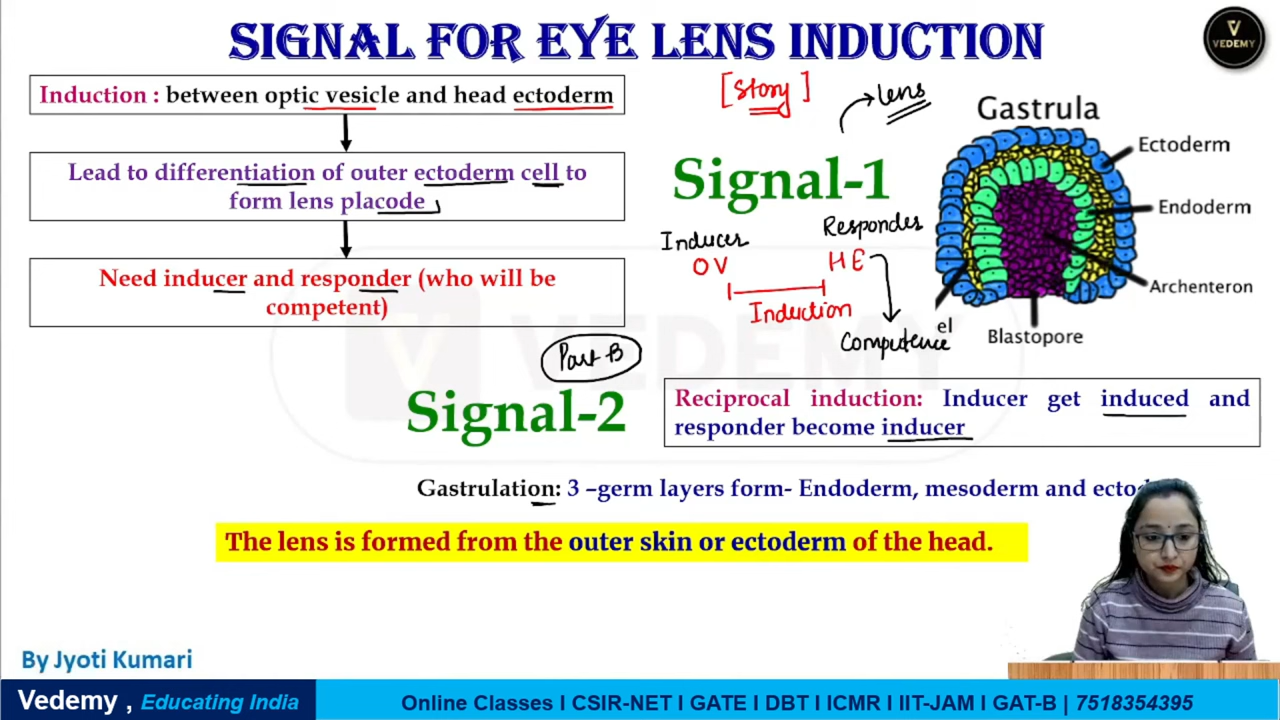 SIGNAL FOR EYE LENS INDUCTION
VEDEMY
Induction : between optic vesicle and head ectoderm
Lead to differentiation of outer ectoderm cell to
form lens placode
Need inducer and responder (who will be
competent)
[Story]
Lens
Signal-1
Inducer
Responder
OV
HE
Induction
Competence
Gastrula
Ectoderm
Endoderm
Archenteron
el
Blastopore
Part B
Signal-2
Reciprocal induction: Inducer get induced and
responder become inducer
VEDEMY
Gastrulation: 3 –germ layers form- Endoderm, mesoderm and
The lens is formed from the outer skin or ectoderm of the head.
By Jyoti Kumari
Vedemy , Educating India
Online Classes I CSIR-NET I GATE I DBT I ICMR I IIT-JAM I GAT-B | 7518354395